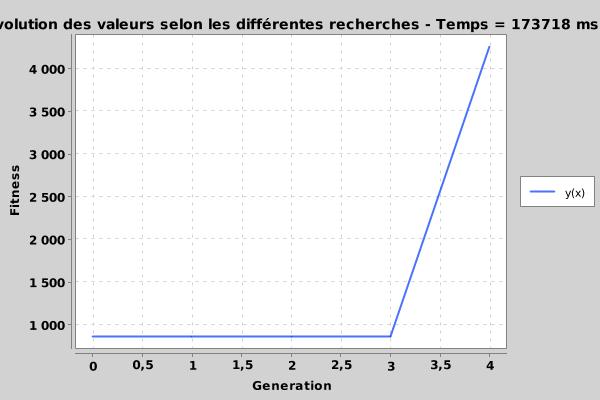 volution des valeurs selon les différentes recherches - Temps = 173718 ms
Fitness
4 000
3 500
3 000
2 500
2 000
1 500
1 000
0 0,5 1 1,5 2 2,5 3 3,5 4
Generation
y(x)